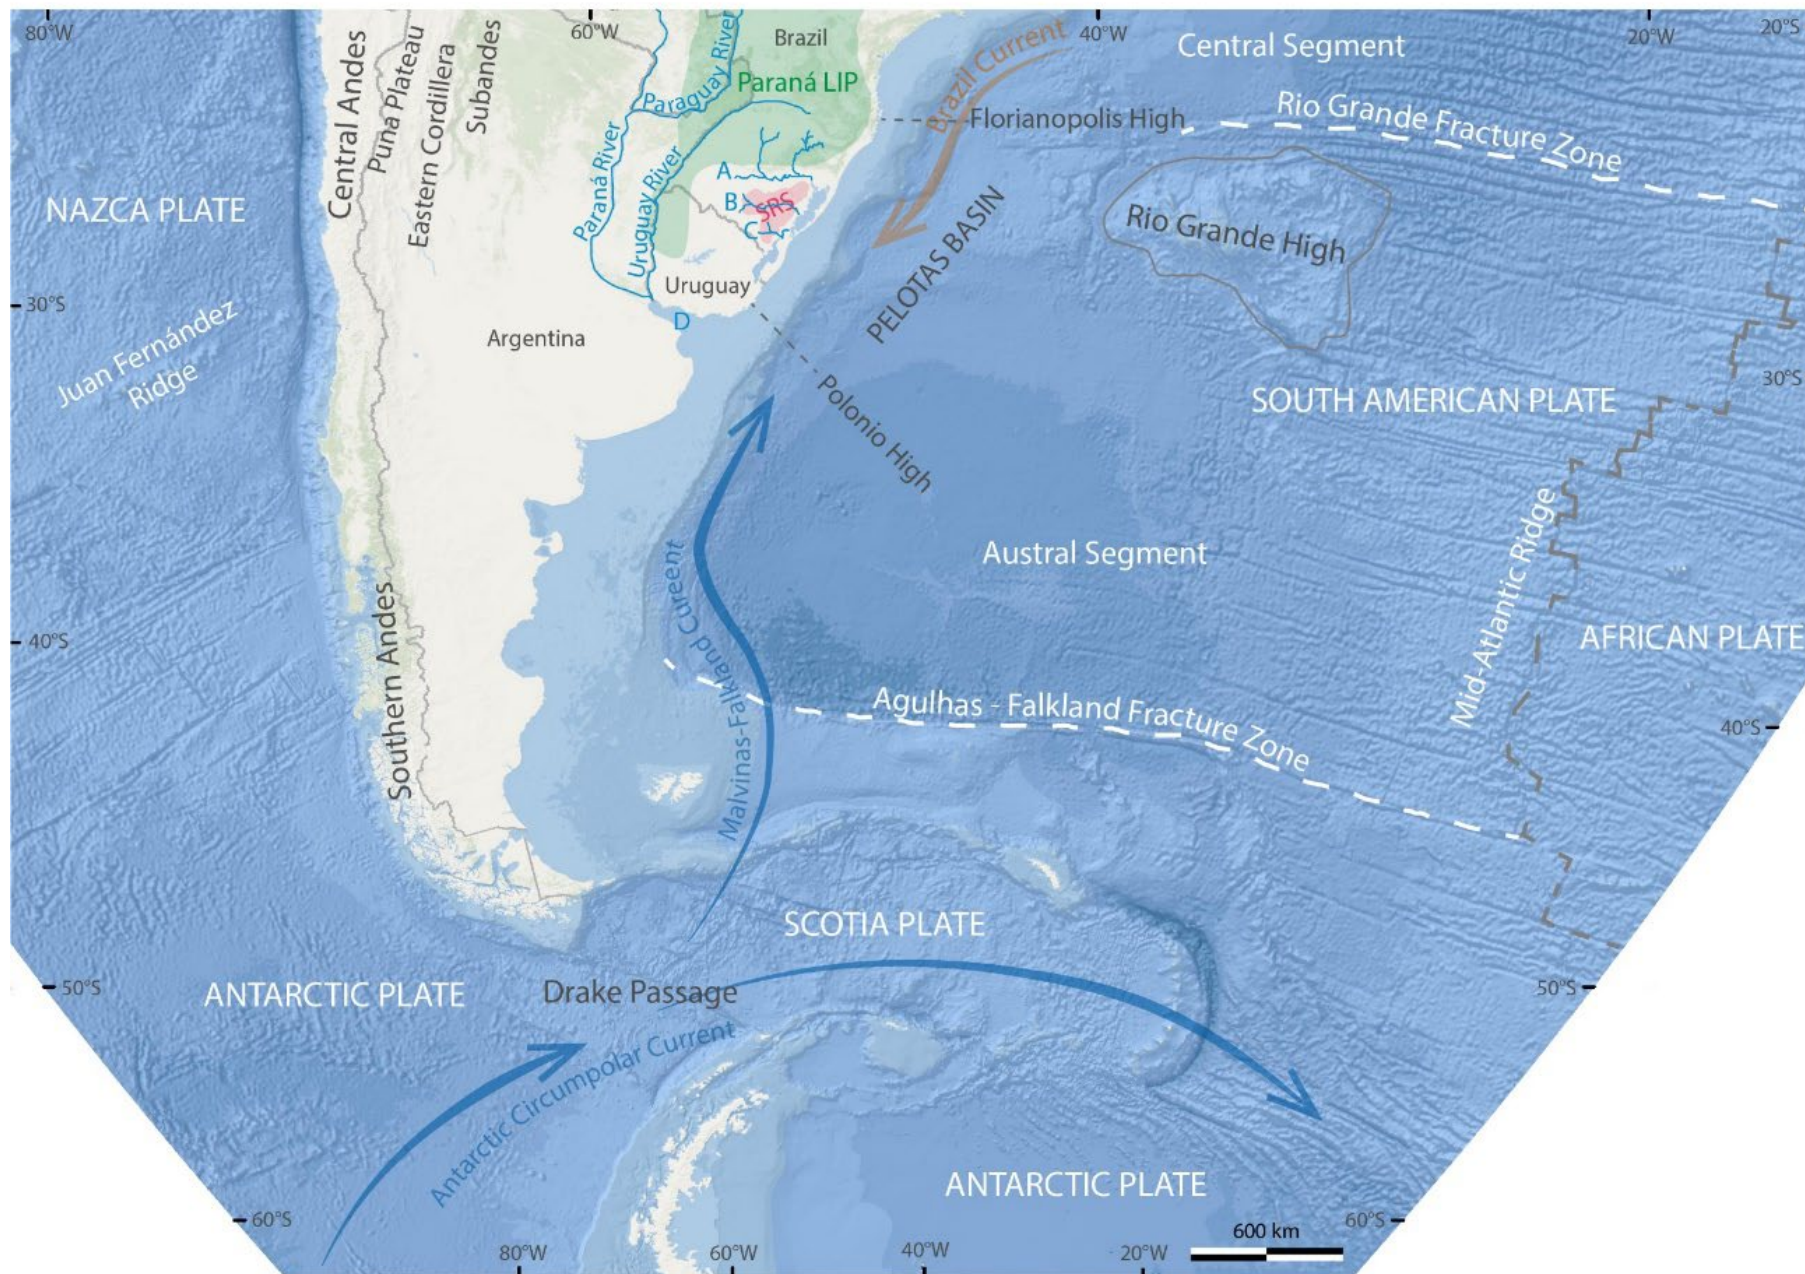 80°W
60°W
40°W
20°W
20°S
Central Andes
Puna Plateau
Eastern Cordillera
Subandes
Paraguay River
Brazil
Paraná LIP
Brazil Current
Central Segment
Florianopolis High
Rio Grande Fracture Zone
Paraná River
Uruguay River
A
B
SRS
C
NAZCA PLATE
PELOTAS BASIN
Rio Grande High
30°S
Uruguay
D
Argentina
Juan Fernández
Ridge
Polonio High
30°S
SOUTH AMERICAN PLATE
Austral Segment
Mid-Atlantic Ridge
AFRICAN PLATE
40°S
Southern Andes
Malvinas-Falkland Cureent
Agulhas - Falkland Fracture Zone
40°S
SCOTIA PLATE
50°S
ANTARCTIC PLATE
Drake Passage
50°S
Antarctic Circumpolar Current
ANTARCTIC PLATE
60°S
60°S
600 km
80°W
60°W
40°W
20°W